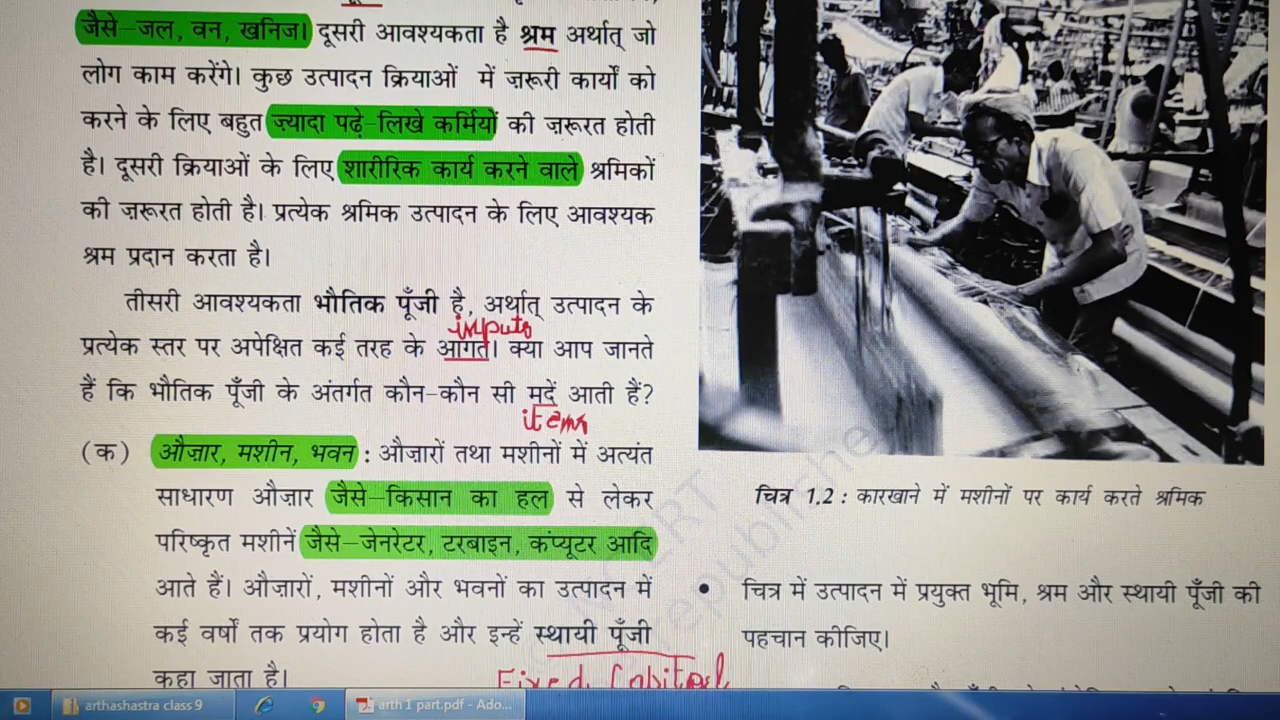 जैसे–जल, वन, खनिज। दूसरी आवश्यकता है श्रम अर्थात् जो
लोग काम करेंगे। कुछ उत्पादन क्रियाओं में ज़रूरी कार्यों को
करने के लिए बहुत ज़्यादा पढ़े-लिखे कर्मियों की ज़रूरत होती
है। दूसरी क्रियाओं के लिए शारीरिक कार्य करने वाले श्रमिकों
की ज़रूरत होती है। प्रत्येक श्रमिक उत्पादन के लिए आवश्यक
श्रम प्रदान करता है।
तीसरी आवश्यकता भौतिक पूँजी है, अर्थात् उत्पादन के
inputs
प्रत्येक स्तर पर अपेक्षित कई तरह के आगत। क्या आप जानते
हैं कि भौतिक पूँजी के अंतर्गत कौन-कौन सी मदें आती हैं?
items
(क) औज़ार, मशीन, भवन : औज़ारों तथा मशीनों में अत्यंत
साधारण औज़ार जैसे–किसान का हल से लेकर
परिष्कृत मशीनें जैसे–जेनरेटर, टरबाइन, कंप्यूटर आदि
आते हैं। औज़ारों, मशीनों और भवनों का उत्पादन में
कई वर्षों तक प्रयोग होता है और इन्हें स्थायी पूँजी
कहा जाता है।
Fixed Capital
चित्र 1.2 : कारखाने में मशीनों पर कार्य करते श्रमिक
• चित्र में उत्पादन में प्रयुक्त भूमि, श्रम और स्थायी पूँजी की
पहचान कीजिए।
NCERT
republishe
arthashastra class 9
arth 1 part.pdf - Ado...